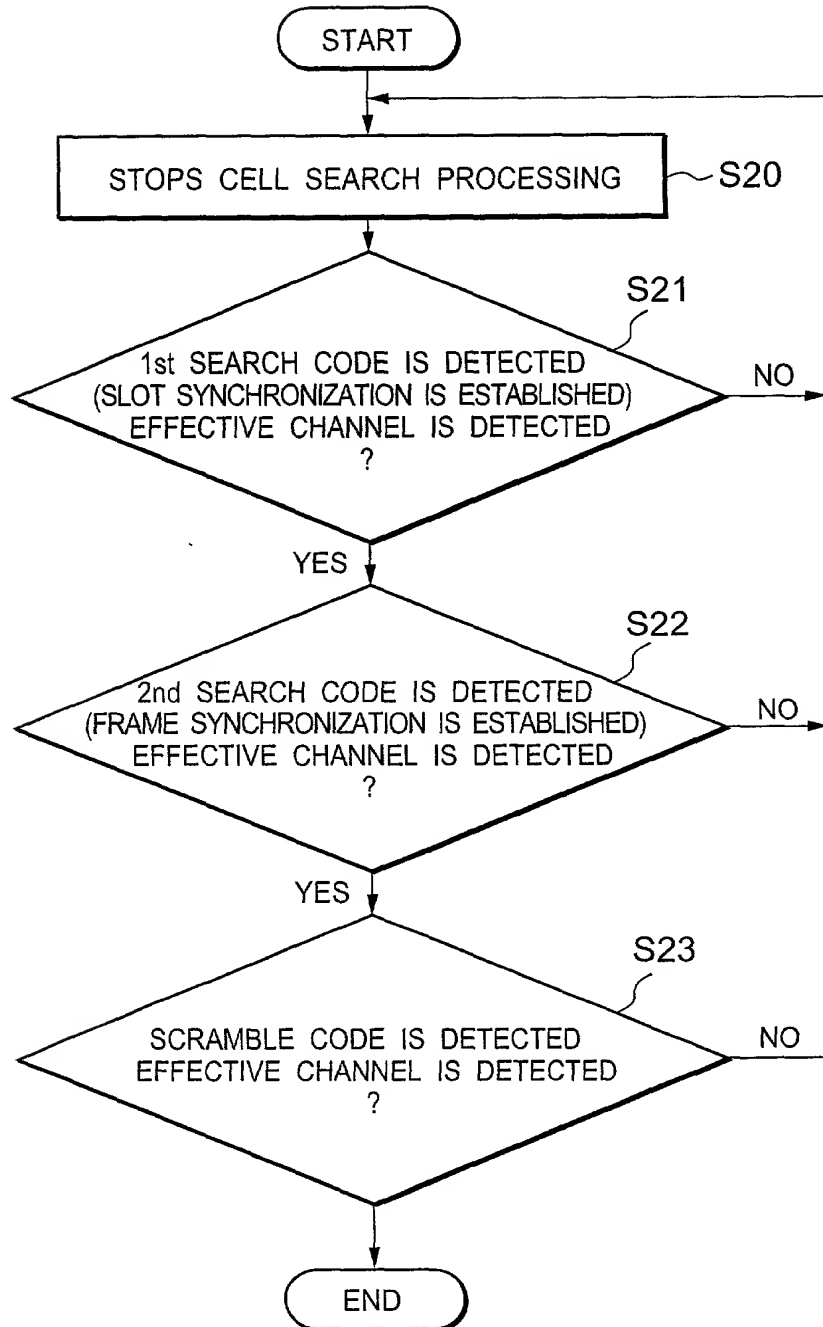 START
STOPS CELL SEARCH PROCESSING
S20
S21
1st SEARCH CODE IS DETECTED
(SLOT SYNCHRONIZATION IS ESTABLISHED)
EFFECTIVE CHANNEL IS DETECTED
?
NO
YES
S22
2nd SEARCH CODE IS DETECTED
(FRAME SYNCHRONIZATION IS ESTABLISHED)
EFFECTIVE CHANNEL IS DETECTED
?
NO
YES
S23
SCRAMBLE CODE IS DETECTED
EFFECTIVE CHANNEL IS DETECTED
?
NO
END